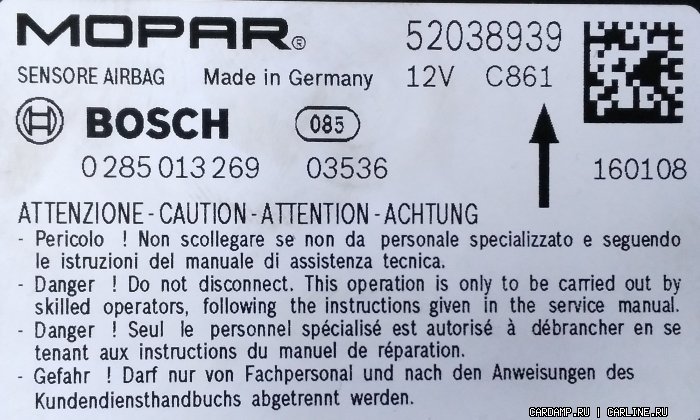 MOPAR® 52038939
SENSORE AIRBAG Made in Germany 12V C861
BOSCH 085
0 285 013 269 03536 160108
ATTENZIONE - CAUTION - ATTENTION - ACHTUNG
- Pericolo ! Non scollegare se non da personale specializzato e seguendo
le istruzioni del manuale di assistenza tecnica.
- Danger ! Do not disconnect. This operation is only to be carried out by
skilled operators, following the instructions given in the service manual.
- Danger ! Seul le personnel spécialisé est autorisé à débrancher en se
tenant aux instructions du manuel de réparation.
- Gefahr ! Darf nur von Fachpersonal und nach den Anweisungen des
Kundendiensthandbuchs abgetrennt werden.
CARDAMP.RU | CARLINE.RU